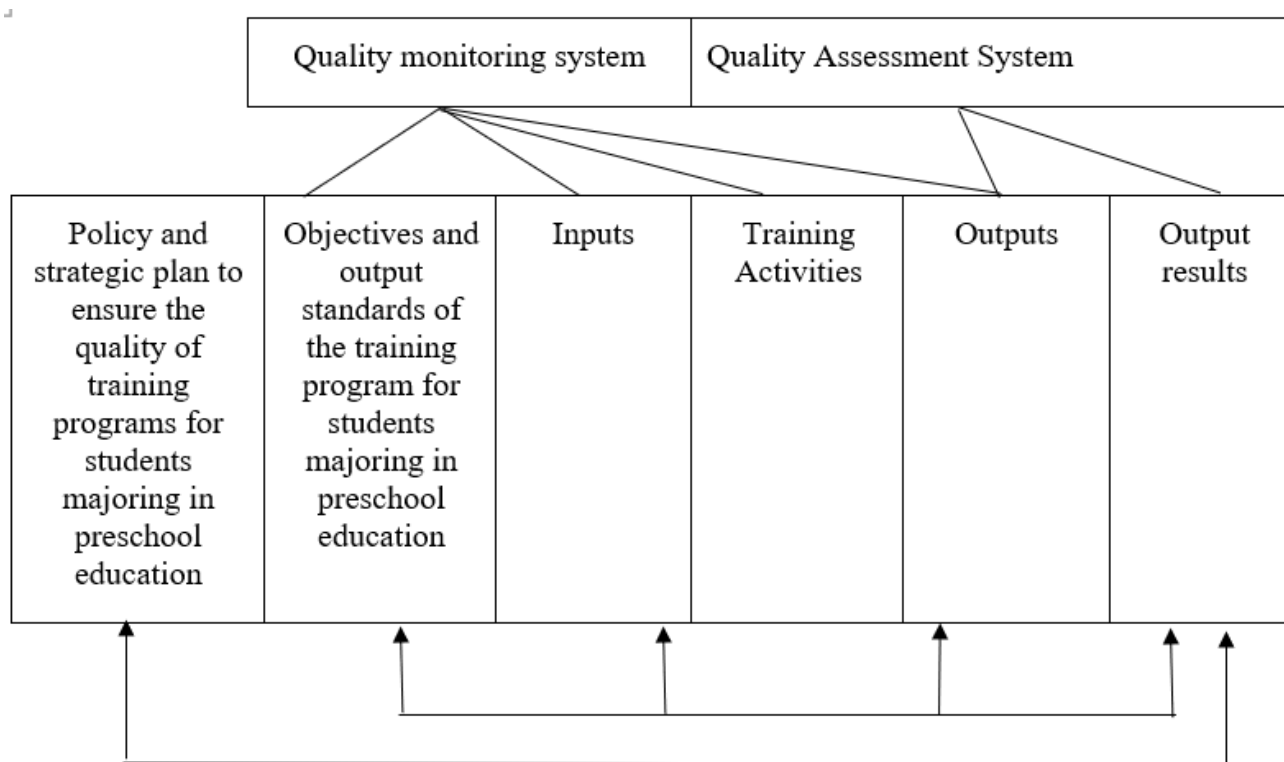 Quality monitoring system
Quality Assessment System
Policy and
strategic plan to
ensure the
quality of
training
programs for
students
majoring in
preschool
education
Objectives and
output
standards of
the training
program for
students
majoring in
preschool
education
Inputs
Training
Activities
Outputs
Output
results